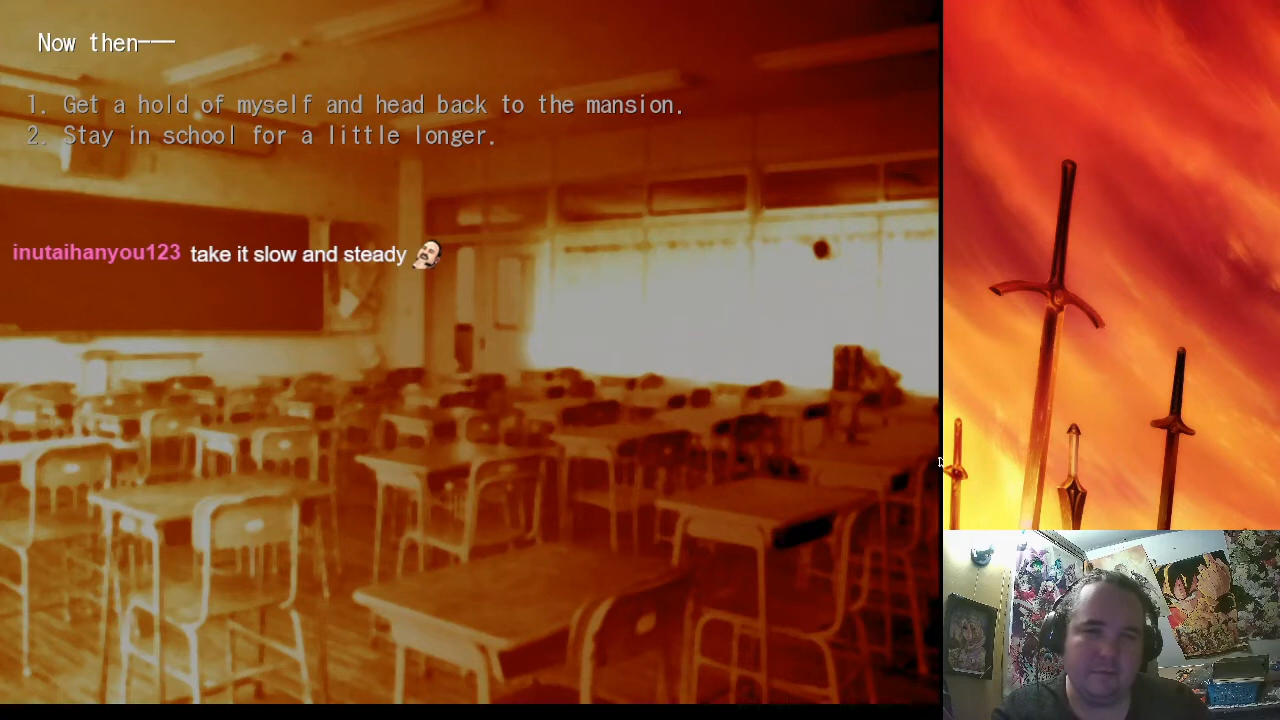 Now then━━
1. Get a hold of myself and head back to the mansion.
2. Stay in school for a little longer.
inutaihanyou123 take it slow and steady